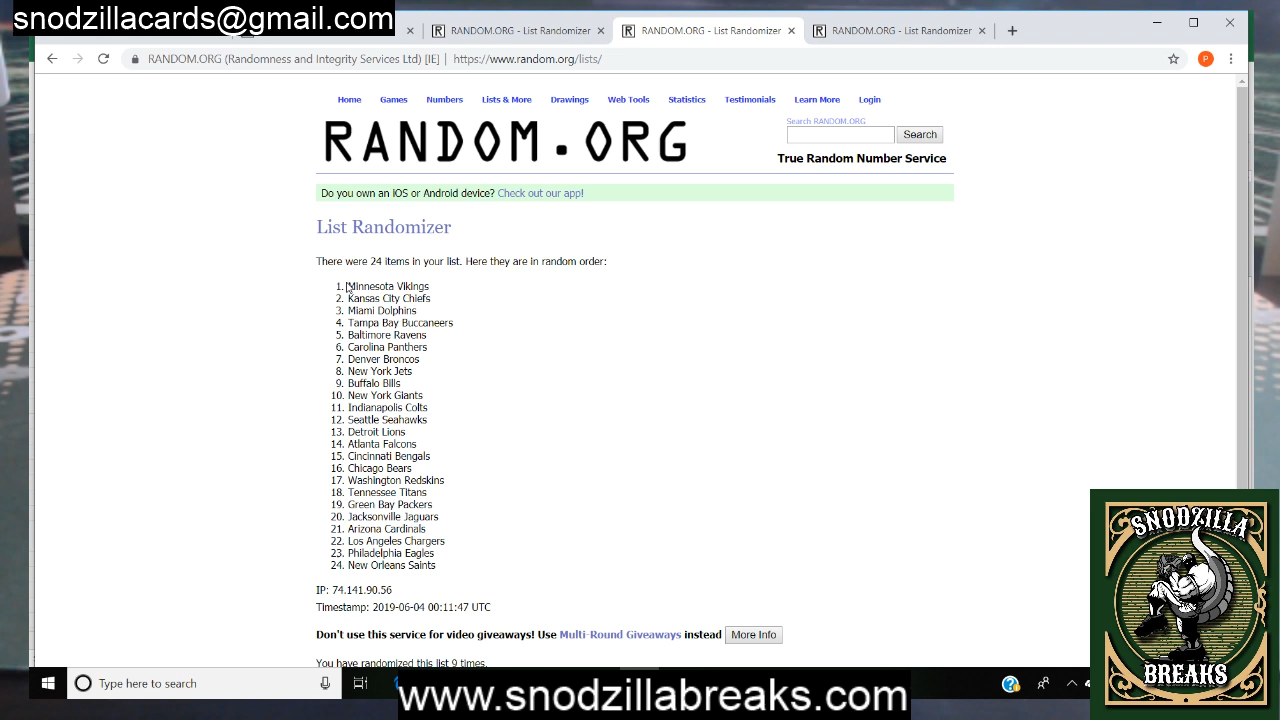 snodzillacards@gmail.com
RANDOM.ORG - List Randomizer
RANDOM.ORG - List Randomizer
RANDOM.ORG - List Randomizer
RANDOM.ORG (Randomness and Integrity Services Ltd) [IE] | https://www.random.org/lists/
P
Home Games Numbers Lists & More Drawings Web Tools Statistics Testimonials Learn More Login
RANDOM.ORG
Search RANDOM.ORG
Search
True Random Number Service
Do you own an iOS or Android device? Check out our app!
List Randomizer
There were 24 items in your list. Here they are in random order:
1. Minnesota Vikings
2. Kansas City Chiefs
3. Miami Dolphins
4. Tampa Bay Buccaneers
5. Baltimore Ravens
6. Carolina Panthers
7. Denver Broncos
8. New York Jets
9. Buffalo Bills
10. New York Giants
11. Indianapolis Colts
12. Seattle Seahawks
13. Detroit Lions
14. Atlanta Falcons
15. Cincinnati Bengals
16. Chicago Bears
17. Washington Redskins
18. Tennessee Titans
19. Green Bay Packers
20. Jacksonville Jaguars
21. Arizona Cardinals
22. Los Angeles Chargers
23. Philadelphia Eagles
24. New Orleans Saints
IP: 74.141.90.56
Timestamp: 2019-06-04 00:11:47 UTC
Don't use this service for video giveaways! Use Multi-Round Giveaways instead More Info
You have randomized this list 9 times.
Type here to search
www.snodzillabreaks.com
SNODZILLA
BREAKS